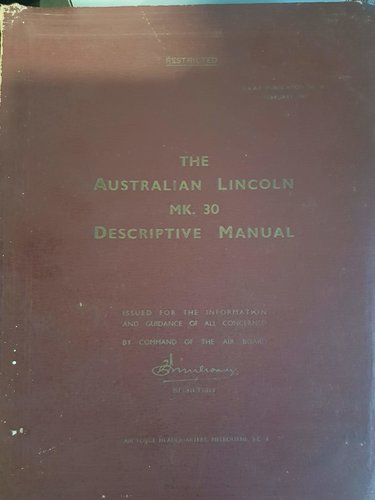 RESTRICTED
THE
AUSTRALIAN LINCOLN
MK. 30
DESCRIPTIVE MANUAL
ISSUED FOR THE INFORMATION
AND GUIDANCE OF ALL CONCERNED
BY COMMAND OF THE AIR BOARD
AIR FORCE HEADQUARTERS, MELBOURNE, S.C. 1